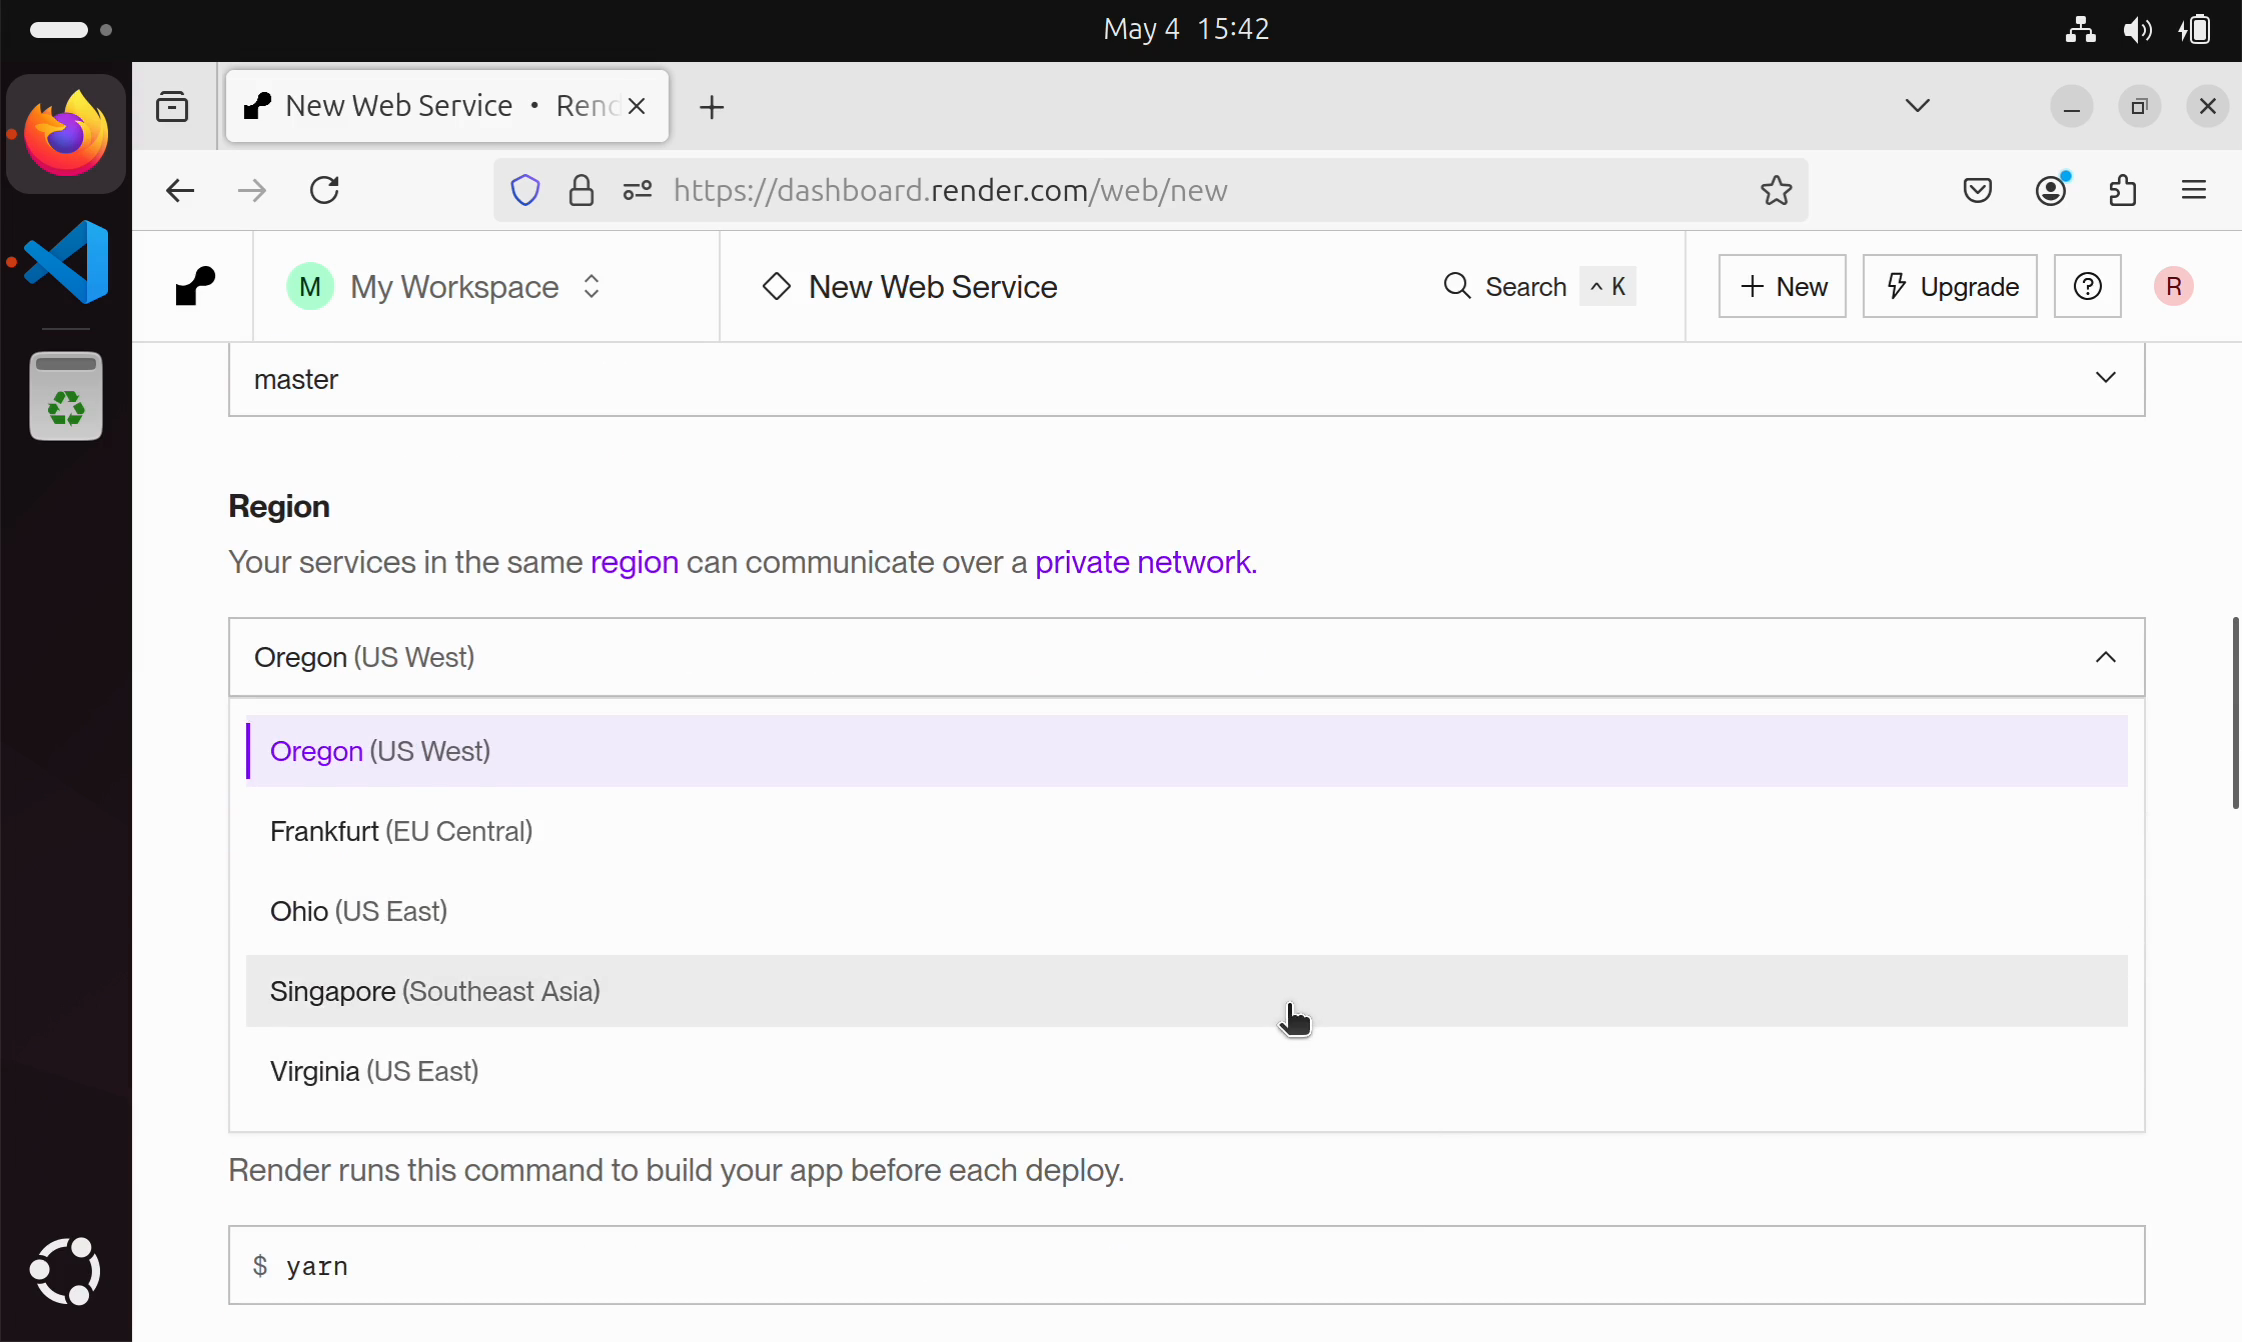 May 4 15:42
New Web Service • Rend
https://dashboard.render.com/web/new
M My Workspace
New Web Service
Search ^ K
+ New
Upgrade
?
R
master
Region
Your services in the same region can communicate over a private network.
Oregon (US West)
Oregon (US West)
Frankfurt (EU Central)
Ohio (US East)
Singapore (Southeast Asia)
Virginia (US East)
Render runs this command to build your app before each deploy.
$ yarn